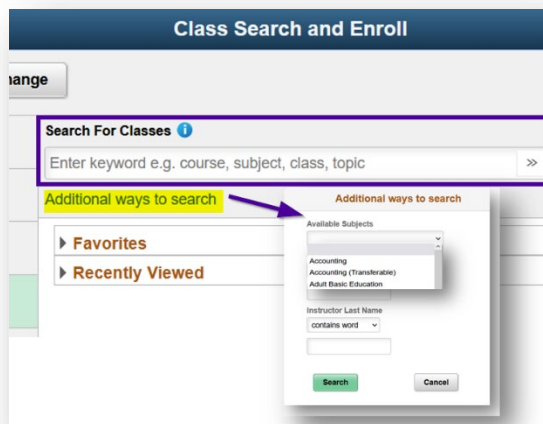 Class Search and Enroll
hange
Search For Classes
Enter keyword e.g. course, subject, class, topic
Additional ways to search
Favorites
Recently Viewed
Additional ways to search
Available Subjects
Accounting
Accounting (Transferable)
Adult Basic Education
Instructor Last Name
contains word
Search Cancel